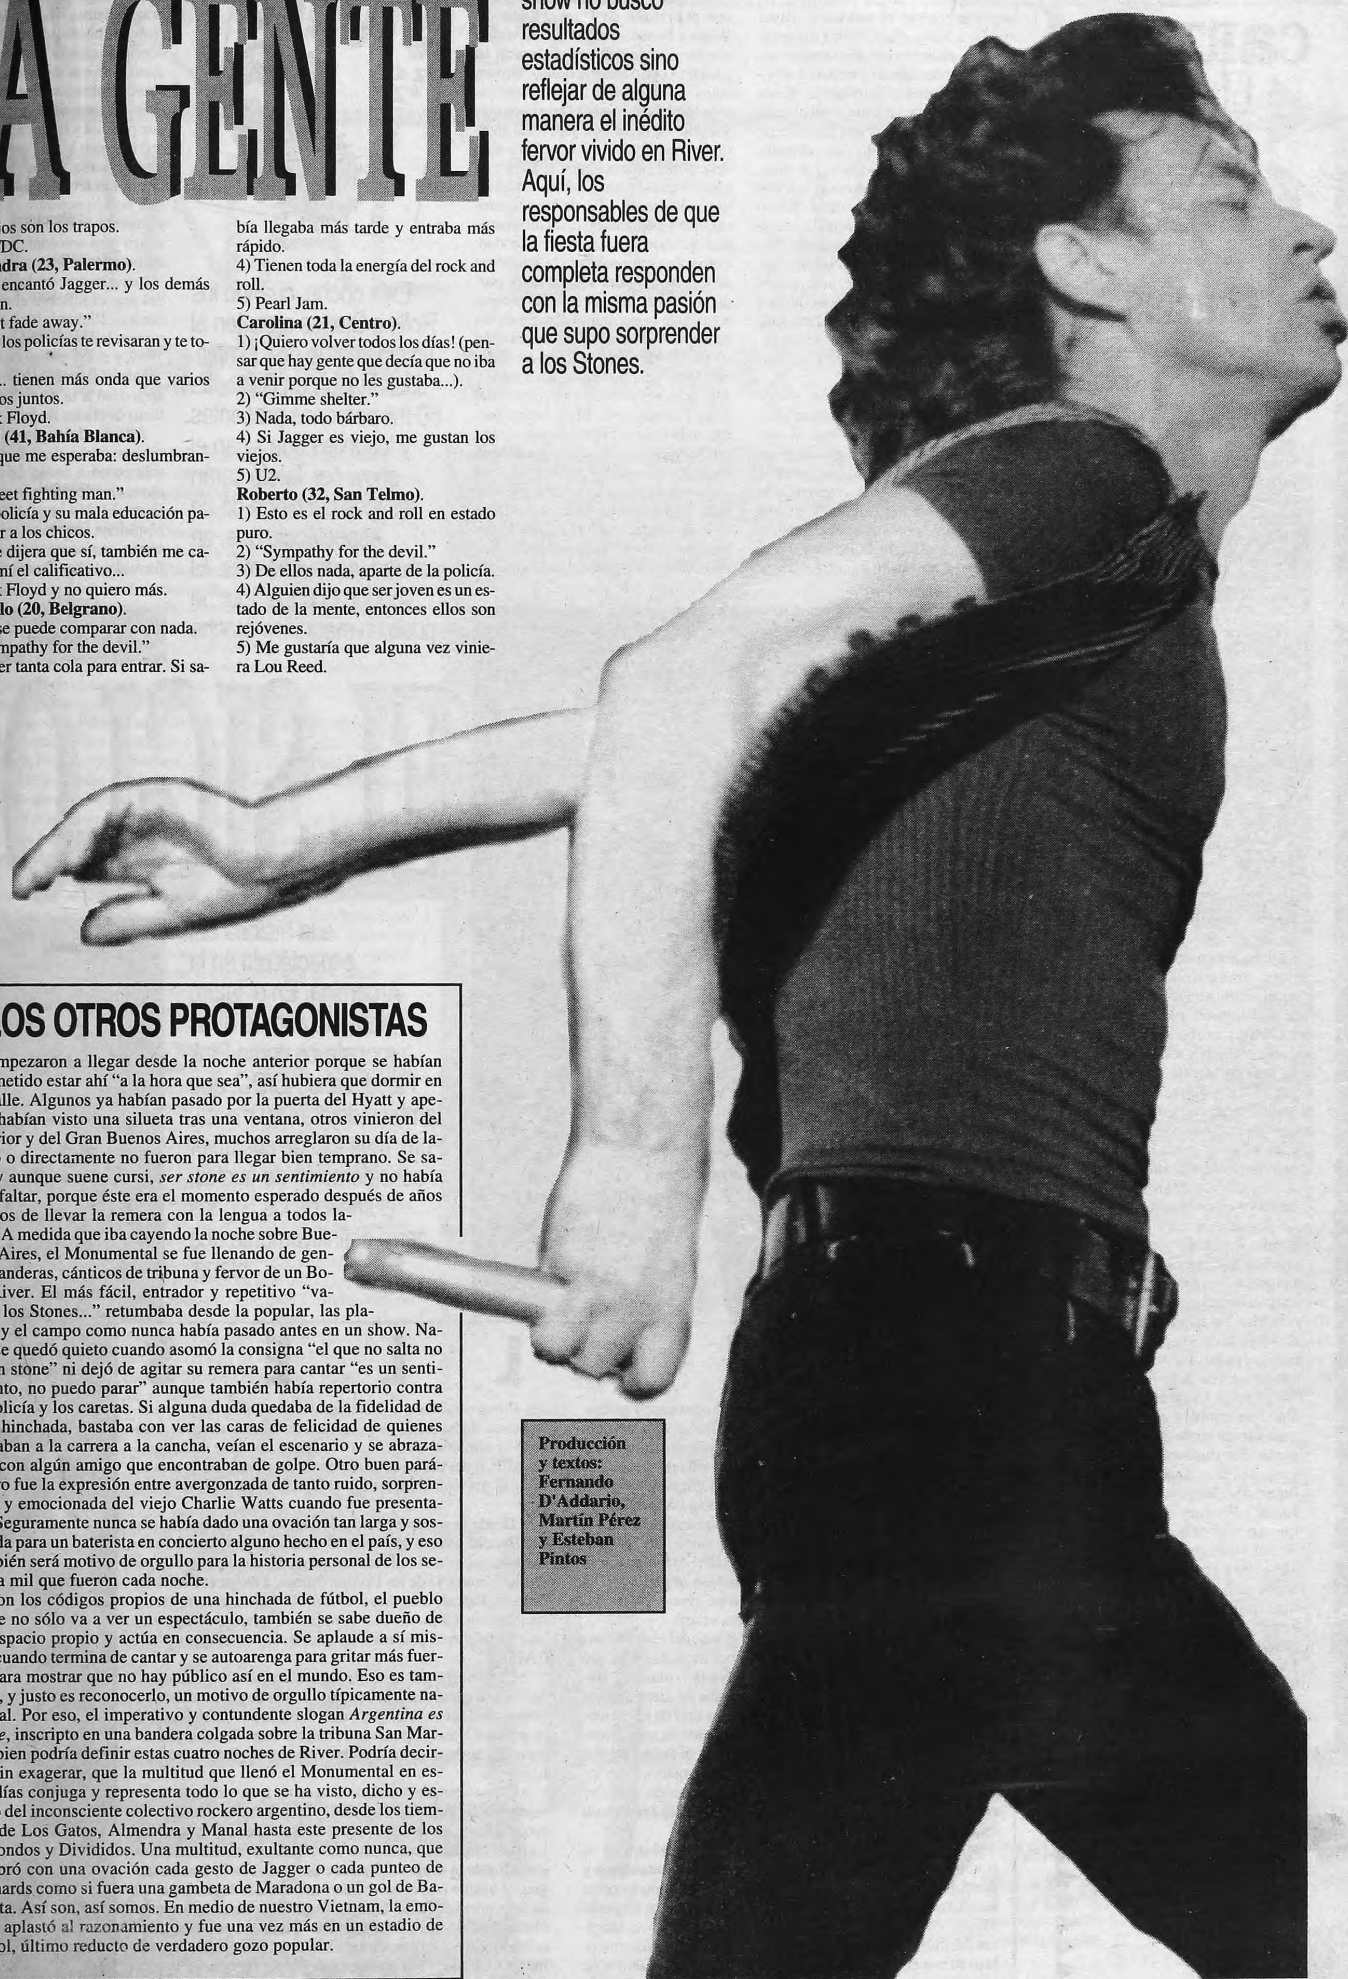 A GENTE
show no buscó
resultados
estadísticos sino
reflejar de alguna
manera el inédito
fervor vivido en River.
Aquí, los
responsables de que
la fiesta fuera
completa responden
con la misma pasión
que supo sorprender
a los Stones.
os són los trapos.
DC.
dra (23, Palermo).
encantó Jagger... y los demás
n.
t fade away.”
los policías te revisaran y te to-
.. tienen más onda que varios
os juntos.
Floyd.
(41, Bahía Blanca).
que me esperaba: deslumbran-
eet fighting man.”
olicía y su mala educación pa-
r a los chicos.
e dijera que sí, también me ca-
mí el calificativo...
Floyd y no quiero más.
lo (20, Belgrano).
se puede comparar con nada.
mpathy for the devil.”
er tanta cola para entrar. Si sa-
bía llegaba más tarde y entraba más
rápido.
4) Tienen toda la energía del rock and
roll.
5) Pearl Jam.
Carolina (21, Centro).
1) ¡Quiero volver todos los días! (pen-
sar que hay gente que decía que no iba
a venir porque no les gustaba...).
2) “Gimme shelter.”
3) Nada, todo bárbaro.
4) Si Jagger es viejo, me gustan los
viejos.
5) U2.
Roberto (32, San Telmo).
1) Esto es el rock and roll en estado
puro.
2) “Sympathy for the devil.”
3) De ellos nada, aparte de la policía.
4) Alguien dijo que ser joven es un es-
tado de la mente, entonces ellos son
rejóvenes.
5) Me gustaría que alguna vez vinie-
ra Lou Reed.
LOS OTROS PROTAGONISTAS
mpezaron a llegar desde la noche anterior porque se habían
metido estar ahí “a la hora que sea”, así hubiera que dormir en
alle. Algunos ya habían pasado por la puerta del Hyatt y ape-
habían visto una silueta tras una ventana, otros vinieron del
rior y del Gran Buenos Aires, muchos arreglaron su día de la-
o directamente no fueron para llegar bien temprano. Se sa-
y aunque suene cursi, ser stone es un sentimiento y no había
faltar, porque éste era el momento esperado después de años
os de llevar la remera con la lengua a todos la-
A medida que iba cayendo la noche sobre Bue-
Aires, el Monumental se fue llenando de gen-
anderas, cánticos de tribuna y fervor de un Bo-
iver. El más fácil, entrador y repetitivo “va-
los Stones...” retumbaba desde la popular, las pla-
y el campo como nunca había pasado antes en un show. Na-
e quedó quieto cuando asomó la consigna “el que no salta no
n stone” ni dejó de agitar su remera para cantar “es un senti-
nto, no puedo parar” aunque también había repertorio contra
olicía y los caretas. Si alguna duda quedaba de la fidelidad de
hinchada, bastaba con ver las caras de felicidad de quienes
aban a la carrera a la cancha, veían el escenario y se abraza-
con algún amigo que encontraban de golpe. Otro buen pará-
o fue la expresión entre avergonzada de tanto ruido, sorpren-
y emocionada del viejo Charlie Watts cuando fue presenta-
Seguramente nunca se había dado una ovación tan larga y sos-
da para un baterista en concierto alguno hecho en el país, y eso
bién será motivo de orgullo para la historia personal de los se-
a mil que fueron cada noche.
on los códigos propios de una hinchada de fútbol, el pueblo
e no sólo va a ver un espectáculo, también se sabe dueño de
spacio propio y actúa en consecuencia. Se aplaude a sí mis-
cuando termina de cantar y se autoarenga para gritar más fuer-
ara mostrar que no hay público así en el mundo. Eso es tam-
, y justo es reconocerlo, un motivo de orgullo típicamente na-
al. Por eso, el imperativo y contundente slogan Argentina es
e, inscripto en una bandera colgada sobre la tribuna San Mar-
bien podría definir estas cuatro noches de River. Podría decir-
in exagerar, que la multitud que llenó el Monumental en es-
lías conjuga y representa todo lo que se ha visto, dicho y es-
o del inconsciente colectivo rockero argentino, desde los tiem-
de Los Gatos, Almendra y Manal hasta este presente de los
ondos y Divididos. Una multitud, exultante como nunca, que
bró con una ovación cada gesto de Jagger o cada punteo de
hards como si fuera una gambeta de Maradona o un gol de Ba-
ta. Así son, así somos. En medio de nuestro Vietnam, la emo-
aplastó al razonamiento y fue una vez más en un estadio de
ol, último reducto de verdadero gozo popular.
Producción
y textos:
Fernando
D'Addario,
Martín Pérez
y Esteban
Pintos